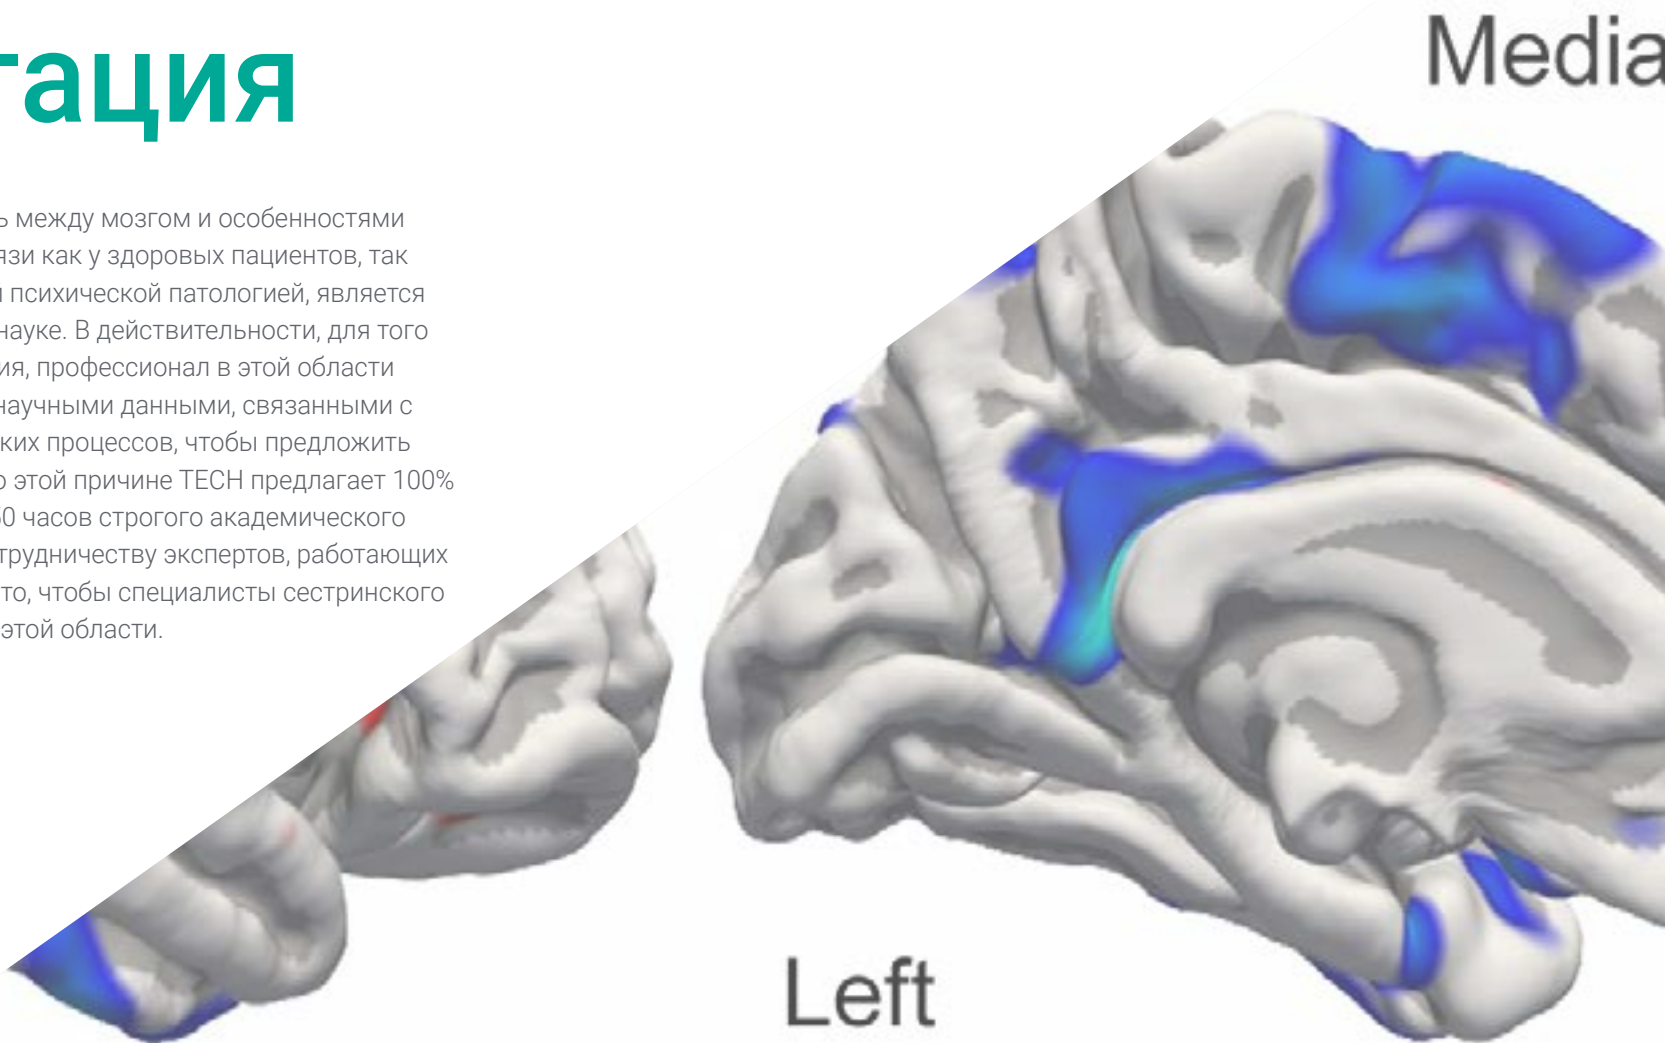 тация
ь между мозгом и особенностями
язи как у здоровых пациентов, так
и психической патологией, является
науке. В действительности, для того
ия, профессионал в этой области
научными данными, связанными с
ких процессов, чтобы предложить
о этой причине TECH предлагает 100%
50 часов строгого академического
трудничеству экспертов, работающих
то, чтобы специалисты сестринского
этой области.
Media
Left